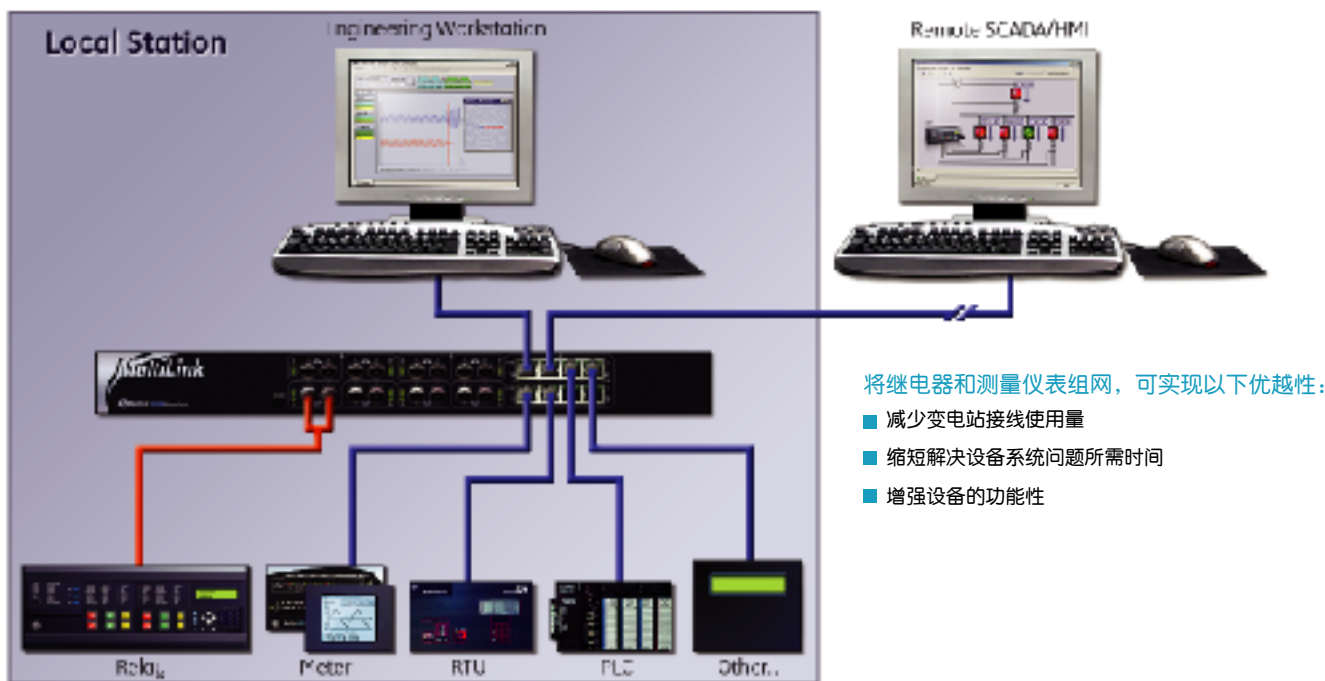 Local Station
Engineering Workstation
Remote SCADA/HMI
MultiLink
将继电器和测量仪表组网，可实现以下优越性：
减少变电站接线使用量
缩短解决设备系统问题所需时间
增强设备的功能性
Relay
Meter
RTU
PLC
Other...